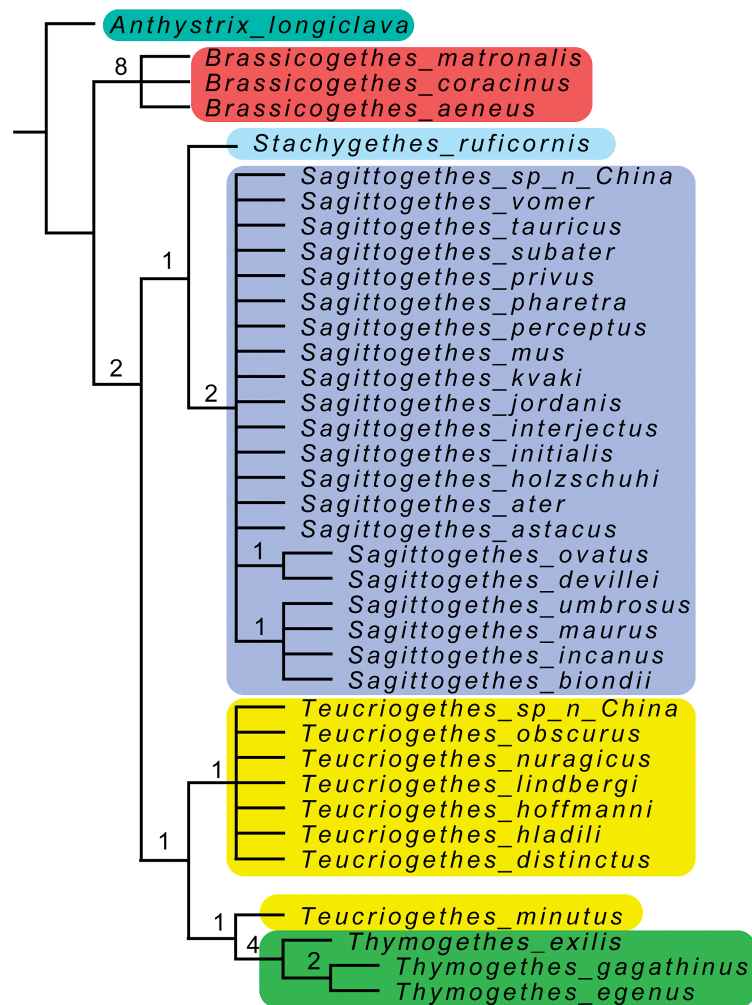 Anthystrix_longiclava
8
Brassicogethes_matronalis
Brassicogethes_coracinus
Brassicogethes_aeneus
Stachygethes_ruficornis
Sagittogethes_sp_n_China
Sagittogethes_vomer
Sagittogethes_tauricus
Sagittogethes_subater
1
Sagittogethes_privus
Sagittogethes_pharetra
Sagittogethes_perceptus
Sagittogethes_mus
2
Sagittogethes_kvaki
2
Sagittogethes_jordanis
Sagittogethes_interjectus
Sagittogethes_initialis
Sagittogethes_holzschuhi
Sagittogethes_ater
Sagittogethes_astacus
1
Sagittogethes_ovatus
Sagittogethes_devillei
Sagittogethes_umbrosus
1
Sagittogethes_maurus
Sagittogethes_incanus
Sagittogethes_biondii
Teucriogethes_sp_n_China
Teucriogethes_obscurus
Teucriogethes_nuragicus
1
Teucriogethes_lindbergi
Teucriogethes_hoffmanni
1
Teucriogethes_hladili
Teucriogethes_distinctus
1
Teucriogethes_minutus
4
Thymogethes_exilis
2
Thymogethes_gagathinus
Thymogethes_egenus